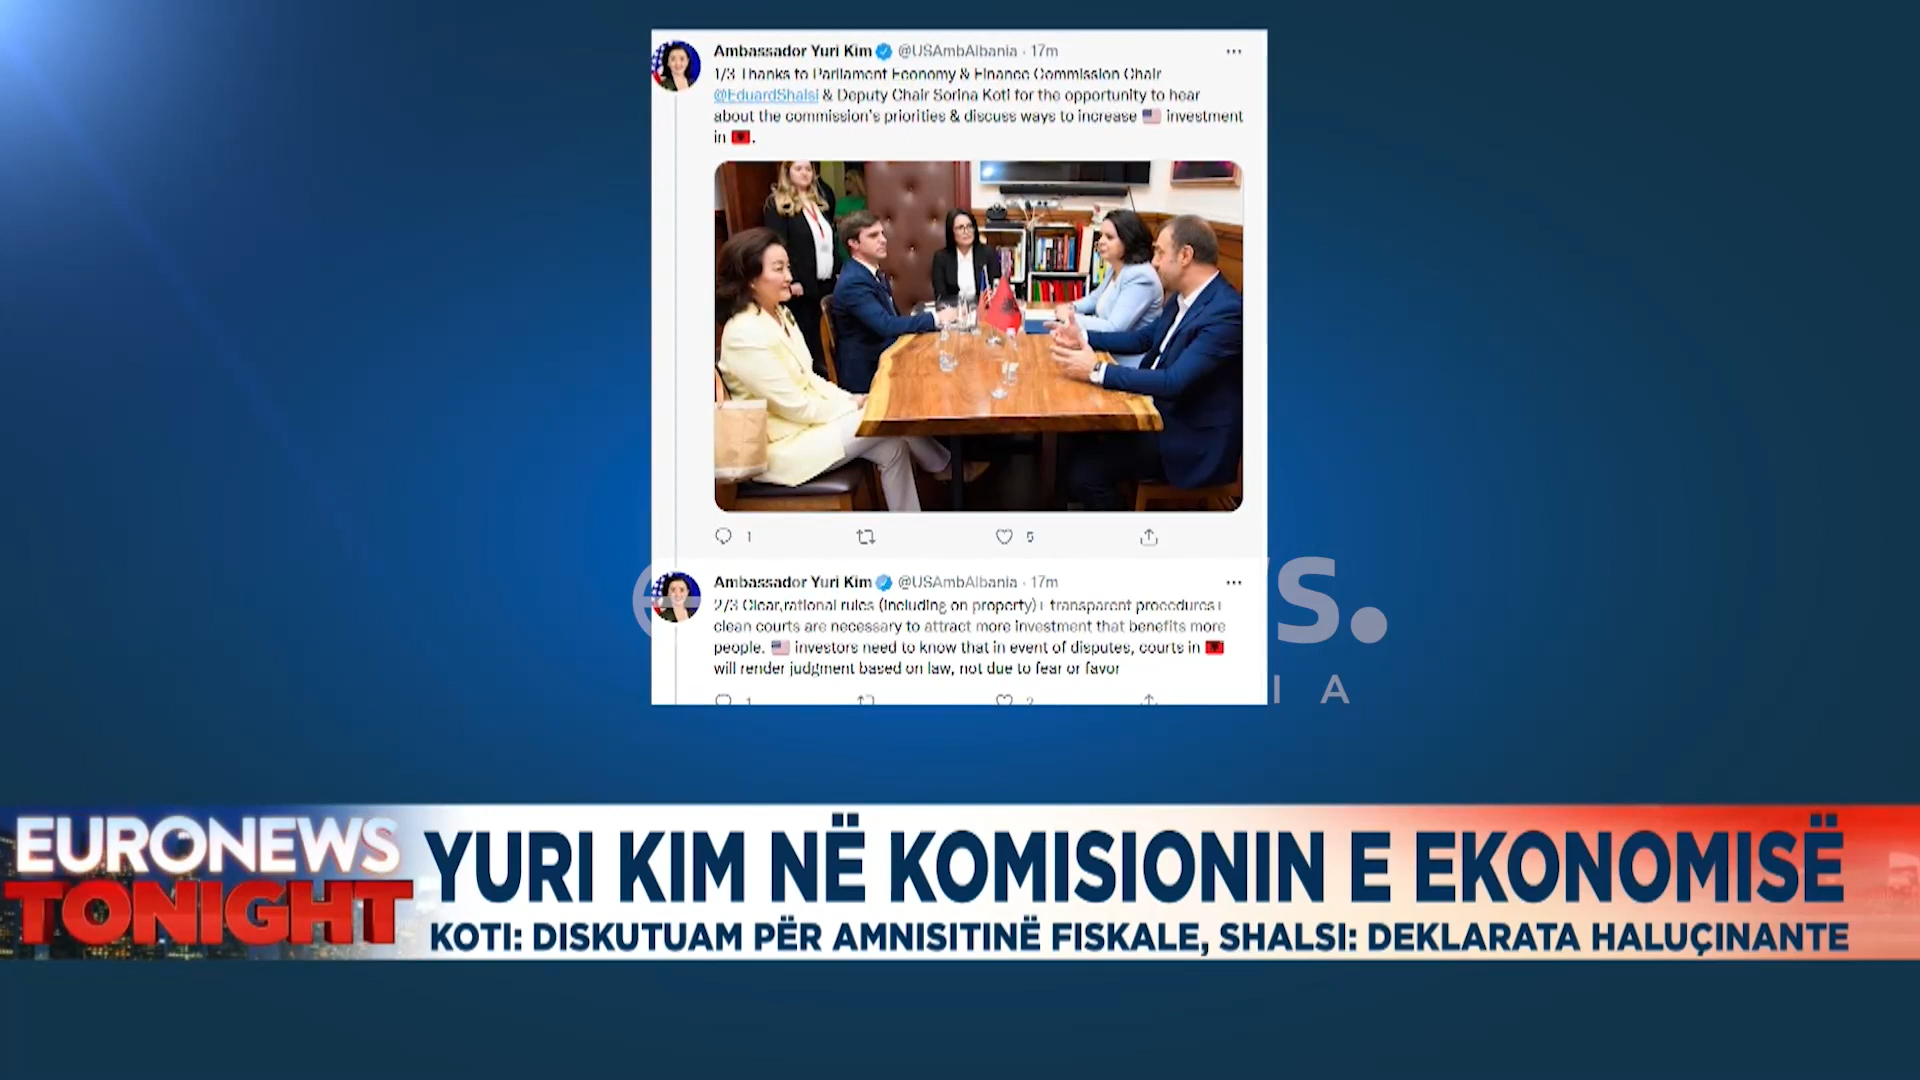 Ambassador Yuri Kim @USAmbAlbania · 17m
1/3 Thanks to Parliament Economy & Finance Commission Chair
@EduardShalsi & Deputy Chair Sorina Koti for the opportunity to hear
about the commission's priorities & discuss ways to increase 🇺🇸 investment
in 🇦🇱.
1 5
Ambassador Yuri Kim @USAmbAlbania · 17m
2/3 Clear,rational rules (including on property)+ transparent procedures+
clean courts are necessary to attract more investment that benefits more
people. 🇺🇸 investors need to know that in event of disputes, courts in 🇦🇱
will render judgment based on law, not due to fear or favor
1 2
EURONEWS
TONIGHT
YURI KIM NË KOMISIONIN E EKONOMISË
KOTI: DISKUTUAM PËR AMNISITINË FISKALE, SHALSI: DEKLARATA HALUÇINANTE